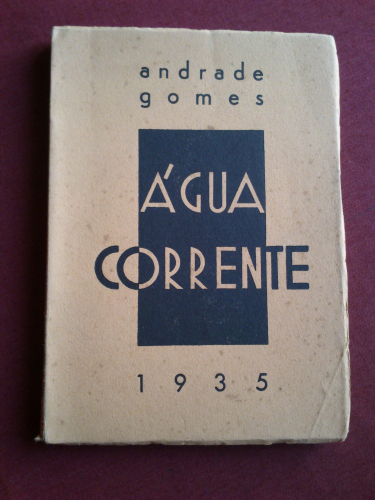 andrade
gomes
ÁGUA
CORRENTE
1935